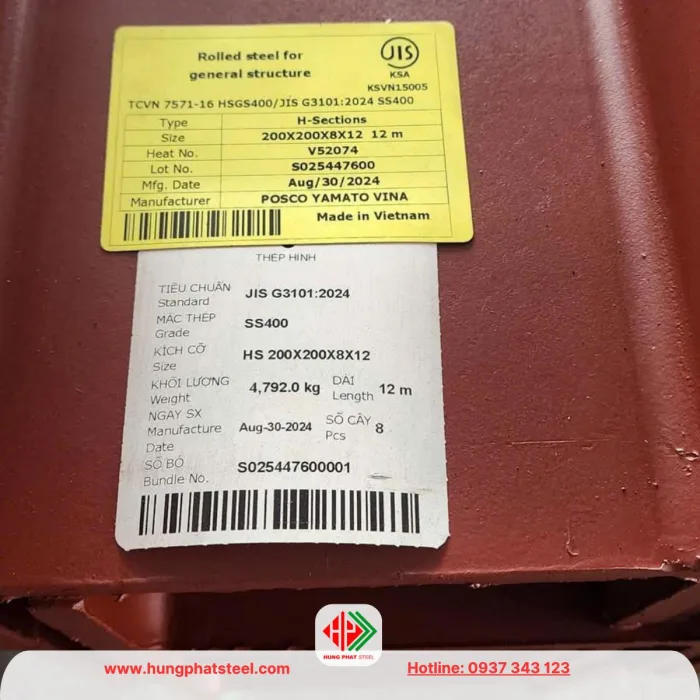 Rolled steel for
general structure
JIS
KSA
KSVN15005
TCVN 7571-16 HSGS400/JIS G3101:2024 SS400
Type H-Sections
Size 200X200X8X12 12 m
Heat No. V52074
Lot No. S025447600
Mfg. Date Aug/30/2024
Manufacturer POSCO YAMATO VINA
Made in Vietnam
THÉP HÌNH
TIÊU CHUẨN
Standard JIS G3101:2024
MÁC THÉP
Grade SS400
KÍCH CỠ
Size HS 200X200X8X12
KHỐI LƯỢNG
Weight 4,792.0 kg
DÀI
Length 12 m
NGÀY SX
Manufacture
Date Aug-30-2024
SỐ CÂY
Pcs 8
SỐ BÓ
Bundle No. S025447600001
www.hungphatsteel.com
HP
HUNG PHAT STEEL
Hotline: 0937 343 123